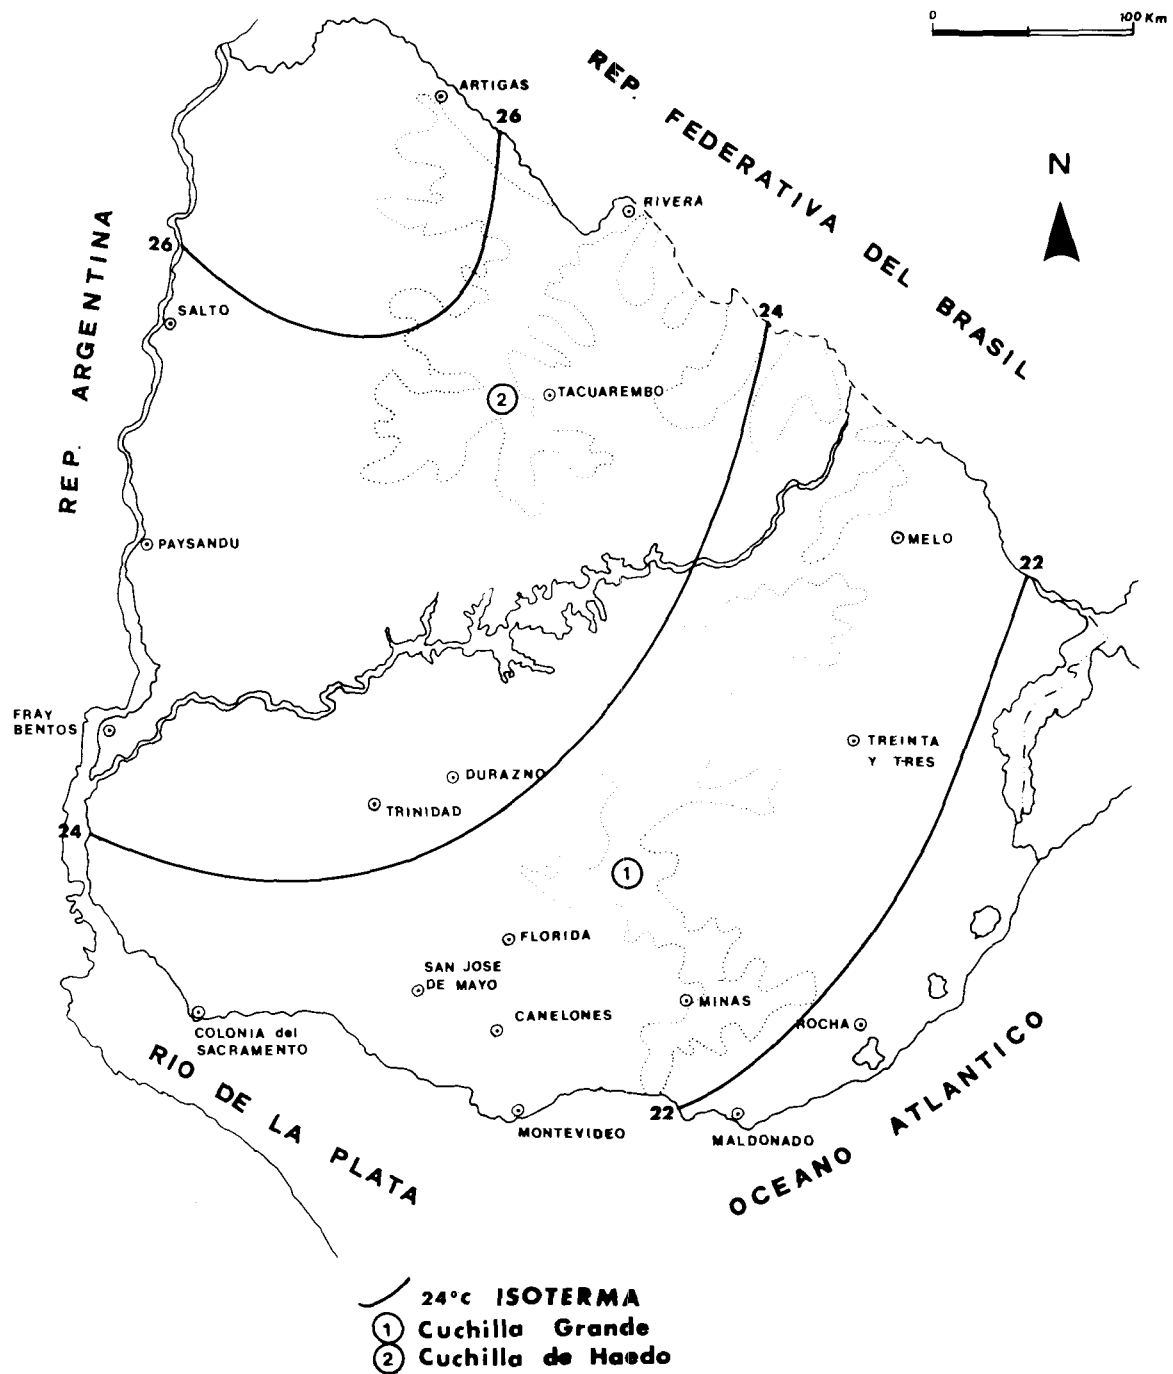 0 100 Km
REP. FEDERATIVA DEL BRASIL
N
ARTIGAS
26
RIVERA
26
REP. ARGENTINA
SALTO
24
2
TACUAREMBO
PAYSANDU
MELO
22
FRAY
BENTOS
TREINTA
Y TRES
DURAZNO
TRINIDAD
24
1
FLORIDA
SAN JOSE
DE MAYO
MINAS
CANELONES
ROCHA
COLONIA del
SACRAMENTO
RIO DE LA PLATA
22
MONTEVIDEO
MALDONADO
OCEANO ATLANTICO
24°c ISOTERMA
1 Cuchilla Grande
2 Cuchilla de Haedo